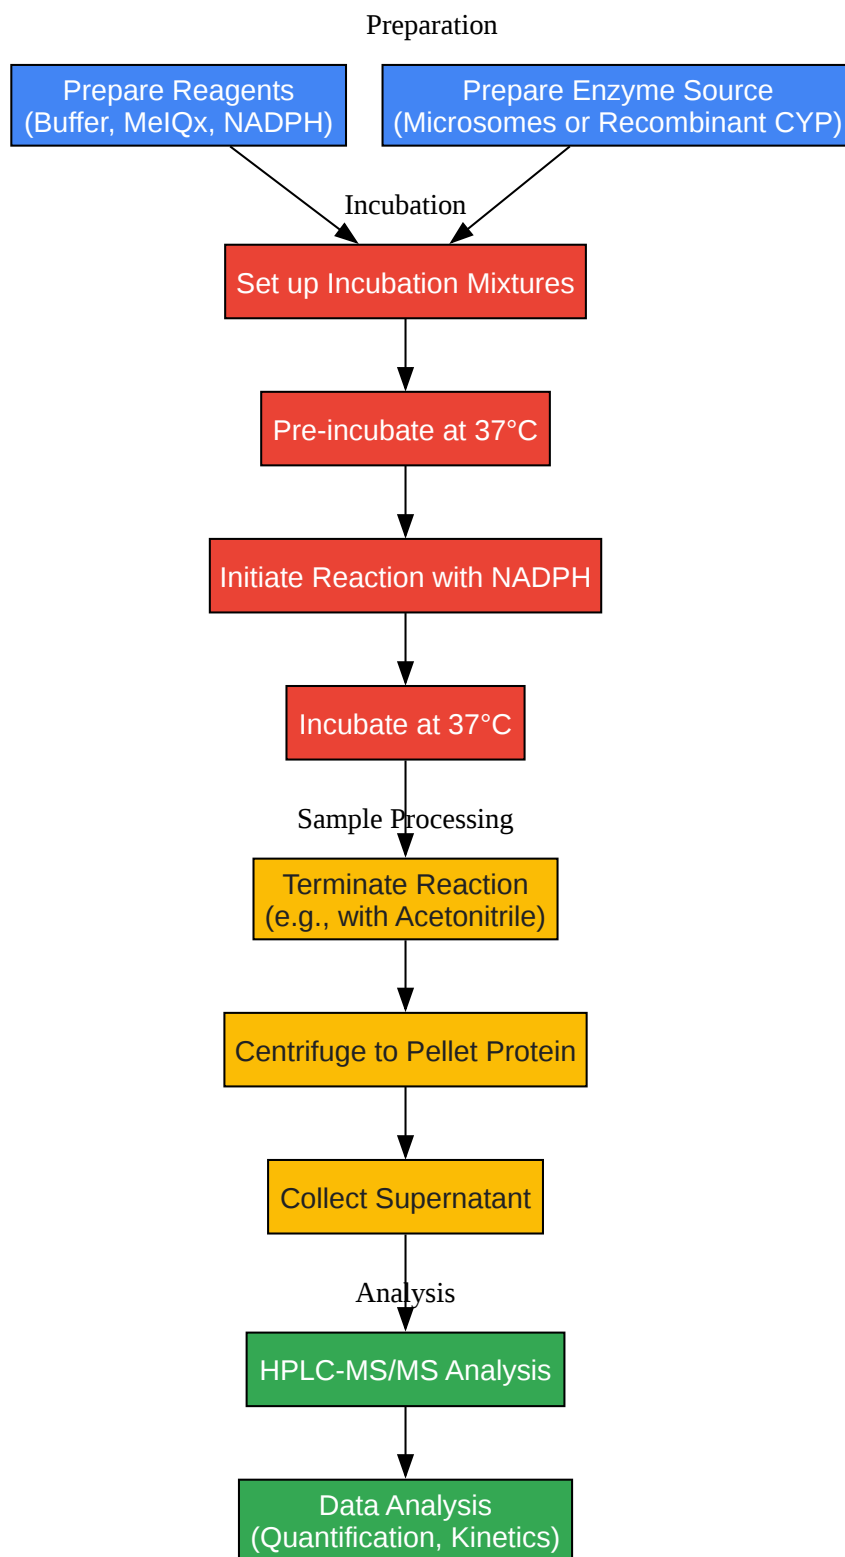 Preparation
Prepare Reagents
(Buffer, MeIQx, NADPH)
Prepare Enzyme Source
(Microsomes or Recombinant CYP)
Incubation
Set up Incubation Mixtures
Pre-incubate at 37°C
Initiate Reaction with NADPH
Incubate at 37°C
Sample Processing
Terminate Reaction
(e.g., with Acetonitrile)
Centrifuge to Pellet Protein
Collect Supernatant
Analysis
HPLC-MS/MS Analysis
Data Analysis
(Quantification, Kinetics)